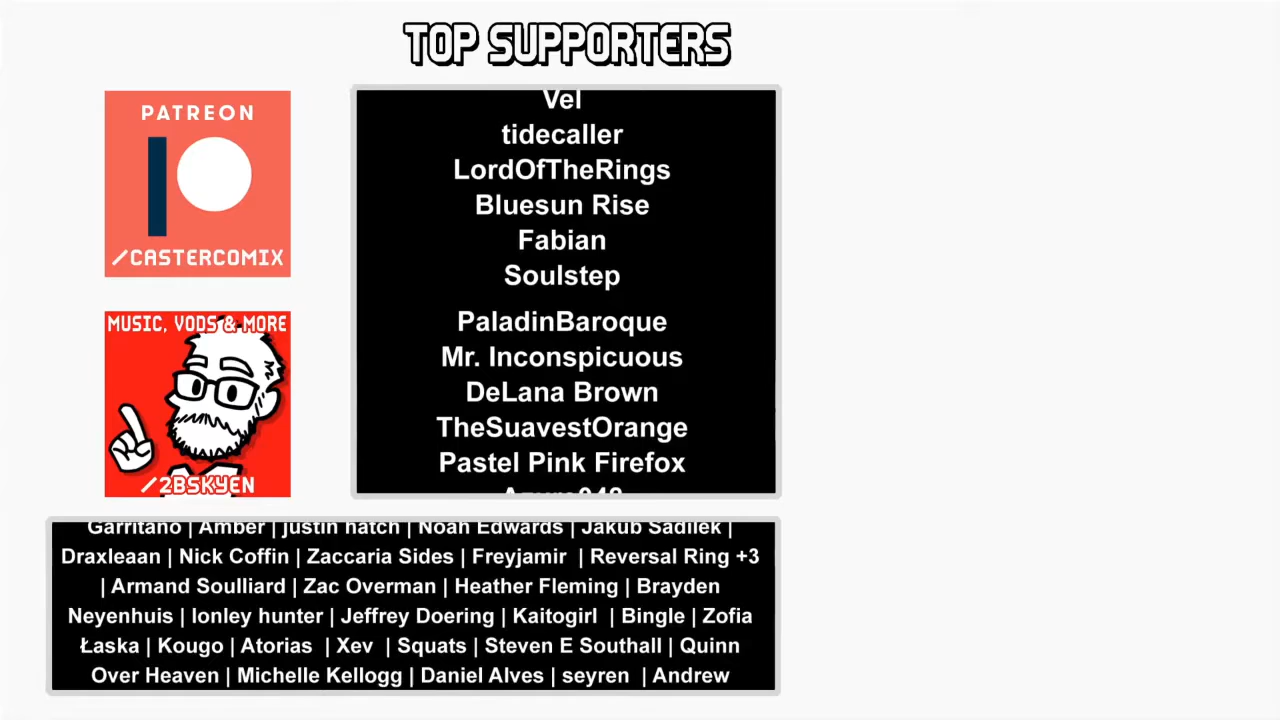 TOP SUPPORTERS
PATREON
/CASTERCOMIX
MUSIC, VODS & MORE
/2BSKYEN
Vel
tidecaller
LordOfTheRings
Bluesun Rise
Fabian
Soulstep
PaladinBaroque
Mr. Inconspicuous
DeLana Brown
TheSuavestOrange
Pastel Pink Firefox
Garritano | Amber | justin hatch | Noah Edwards | Jakub Sadilek |
Draxleaan | Nick Coffin | Zaccaria Sides | Freyjamir | Reversal Ring +3
| Armand Soulliard | Zac Overman | Heather Fleming | Brayden
Neyenhuis | lonley hunter | Jeffrey Doering | Kaitogirl | Bingle | Zofia
Łaska | Kougo | Atorias | Xev | Squats | Steven E Southall | Quinn
Over Heaven | Michelle Kellogg | Daniel Alves | seyren | Andrew